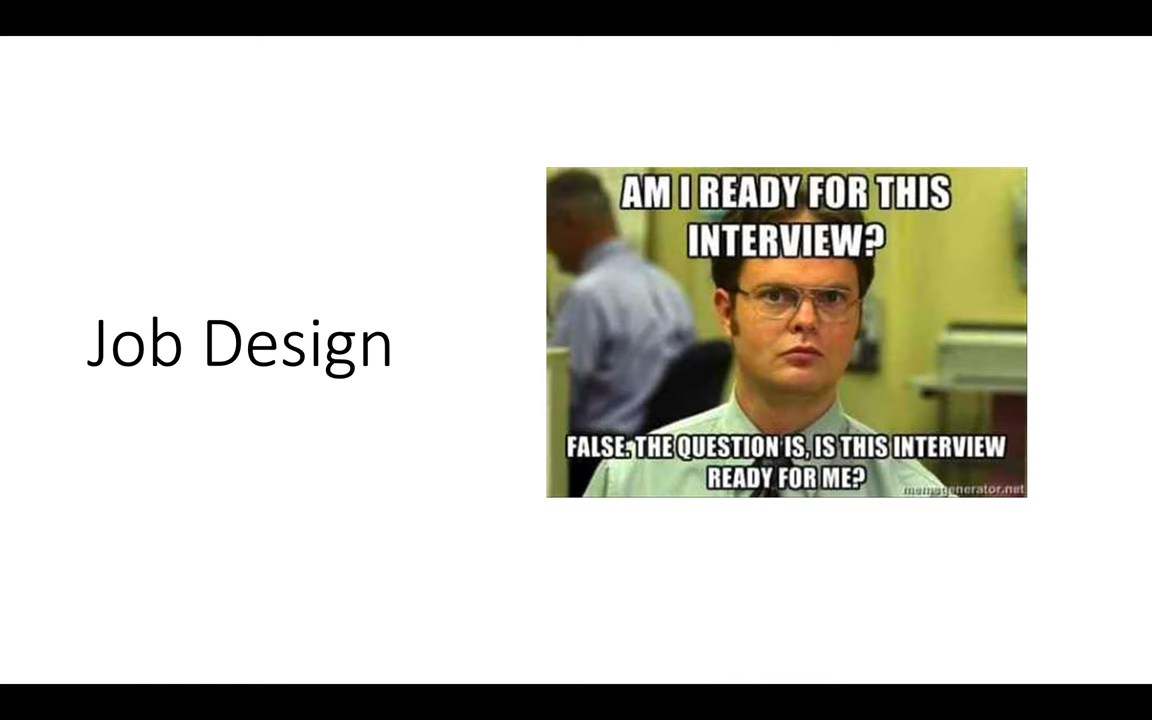 Job Design
AM I READY FOR THIS
INTERVIEW?
FALSE. THE QUESTION IS, IS THIS INTERVIEW
READY FOR ME?
memegenerator.net